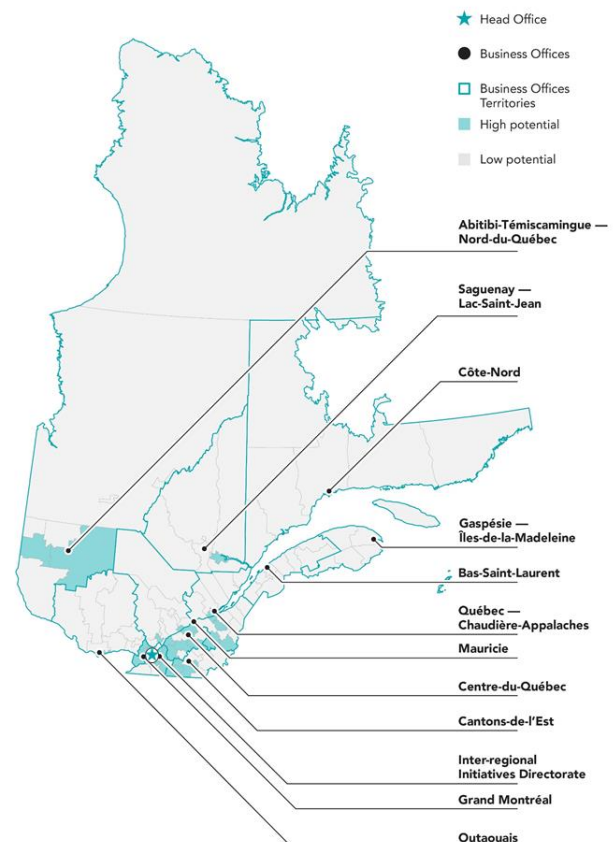 Head Office
Business Offices
Business Offices
Territories
High potential
Low potential
Abitibi-Témiscamingue —
Nord-du-Québec
Saguenay —
Lac-Saint-Jean
Côte-Nord
Gaspésie —
Îles-de-la-Madeleine
Bas-Saint-Laurent
Québec —
Chaudière-Appalaches
Mauricie
Centre-du-Québec
Cantons-de-l'Est
Inter-regional
Initiatives Directorate
Grand Montréal
Outaouais